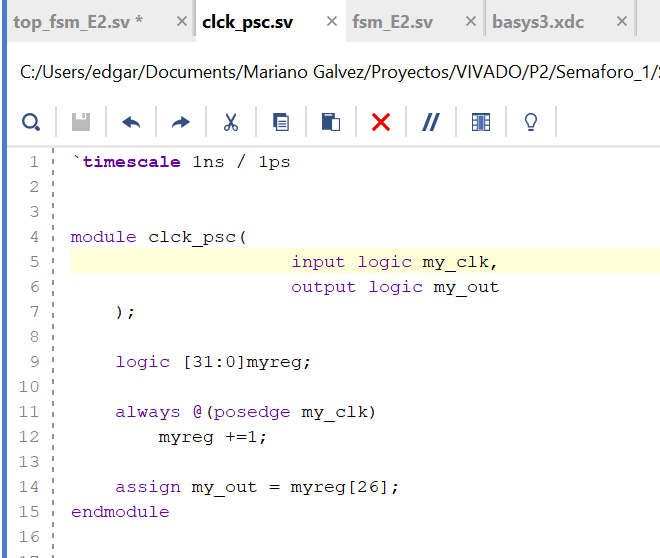 top_fsm_E2.sv * × clck_psc.sv × fsm_E2.sv × basys3.xdc ×
C:/Users/edgar/Documents/Mariano Galvez/Proyectos/VIVADO/P2/Semaforo_1/
1 `timescale 1ns / 1ps
2
3
4 module clck_psc(
5 input logic my_clk,
6 output logic my_out
7 );
8
9 logic [31:0]myreg;
10
11 always @(posedge my_clk)
12 myreg +=1;
13
14 assign my_out = myreg[26];
15 endmodule
16